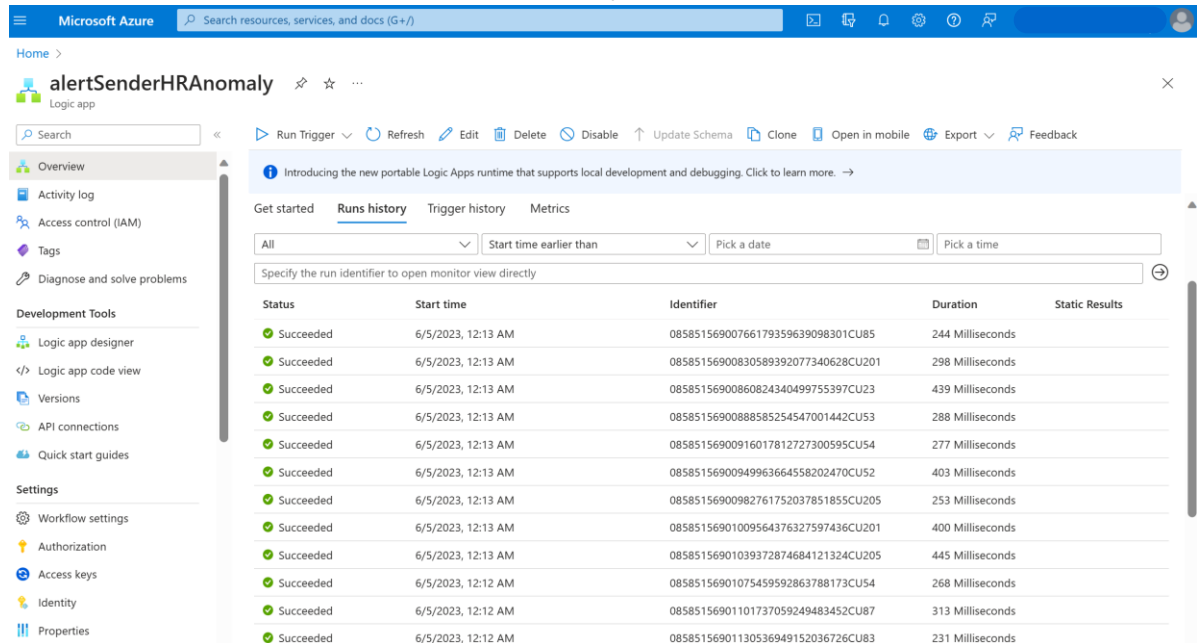 Microsoft Azure
Search resources, services, and docs (G+/)
Home >
alertSenderHRAnomaly
Logic app
Search
Overview
Activity log
Access control (IAM)
Tags
Diagnose and solve problems
Development Tools
Logic app designer
Logic app code view
Versions
API connections
Quick start guides
Settings
Workflow settings
Authorization
Access keys
Identity
Properties
Run Trigger Refresh Edit Delete Disable Update Schema Clone Open in mobile Export Feedback
Introducing the new portable Logic Apps runtime that supports local development and debugging. Click to learn more. →
Get started Runs history Trigger history Metrics
All Start time earlier than Pick a date Pick a time
Specify the run identifier to open monitor view directly
Status Start time Identifier Duration Static Results
Succeeded 6/5/2023, 12:13 AM 08585156900766179359639098301CU85 244 Milliseconds
Succeeded 6/5/2023, 12:13 AM 08585156900830589392077340628CU201 298 Milliseconds
Succeeded 6/5/2023, 12:13 AM 08585156900860824340499755397CU23 439 Milliseconds
Succeeded 6/5/2023, 12:13 AM 08585156900888585254547001442CU53 288 Milliseconds
Succeeded 6/5/2023, 12:13 AM 08585156900916017812727300595CU54 277 Milliseconds
Succeeded 6/5/2023, 12:13 AM 08585156900949963664558202470CU52 403 Milliseconds
Succeeded 6/5/2023, 12:13 AM 08585156900982761752037851855CU205 253 Milliseconds
Succeeded 6/5/2023, 12:13 AM 08585156901009564376327597436CU201 400 Milliseconds
Succeeded 6/5/2023, 12:13 AM 08585156901039372874684121324CU205 445 Milliseconds
Succeeded 6/5/2023, 12:12 AM 08585156901075459592863788173CU54 268 Milliseconds
Succeeded 6/5/2023, 12:12 AM 08585156901101737059249483452CU87 313 Milliseconds
Succeeded 6/5/2023, 12:12 AM 08585156901130536949152036726CU83 231 Milliseconds